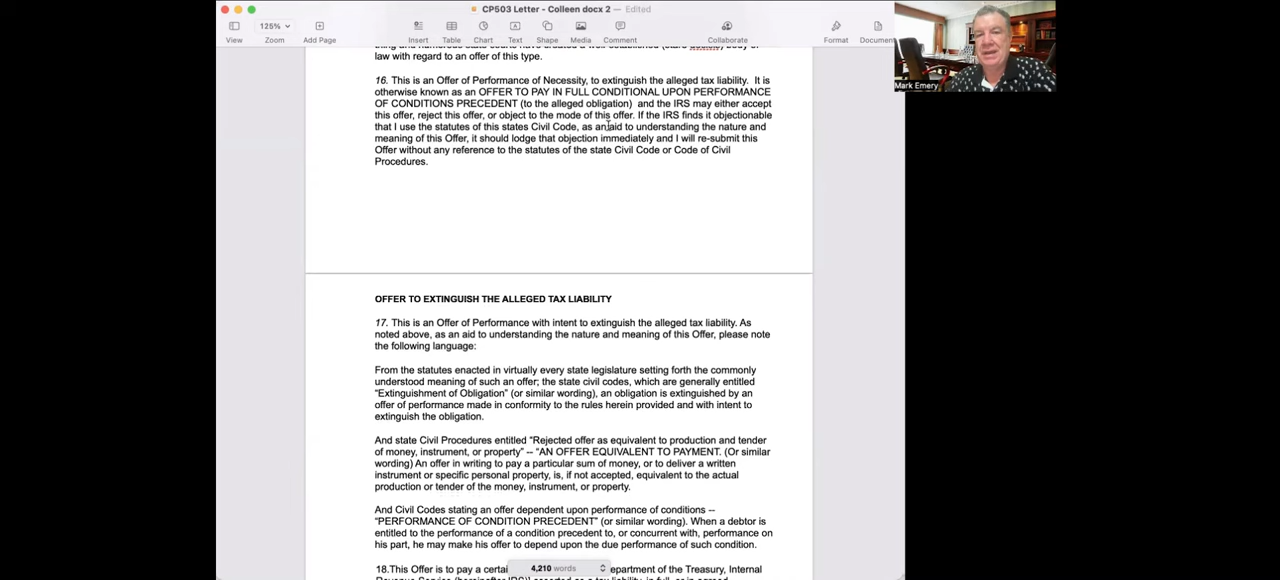 CP503 Letter - Colleen docx 2 — Edited
125%
View
Zoom
Add Page
Insert
Table
Chart
Text
Shape
Media
Comment
Collaborate
Format
Document
Mark Emery
law with regard to an offer of this type.
16. This is an Offer of Performance of Necessity, to extinguish the alleged tax liability. It is
otherwise known as an OFFER TO PAY IN FULL CONDITIONAL UPON PERFORMANCE
OF CONDITIONS PRECEDENT (to the alleged obligation) and the IRS may either accept
this offer, reject this offer, or object to the mode of this offer. If the IRS finds it objectionable
that I use the statutes of this states Civil Code, as an aid to understanding the nature and
meaning of this Offer, it should lodge that objection immediately and I will re-submit this
Offer without any reference to the statutes of the state Civil Code or Code of Civil
Procedures.
OFFER TO EXTINGUISH THE ALLEGED TAX LIABILITY
17. This is an Offer of Performance with intent to extinguish the alleged tax liability. As
noted above, as an aid to understanding the nature and meaning of this Offer, please note
the following language:
From the statutes enacted in virtually every state legislature setting forth the commonly
understood meaning of such an offer; the state civil codes, which are generally entitled
“Extinguishment of Obligation” (or similar wording), an obligation is extinguished by an
offer of performance made in conformity to the rules herein provided and with intent to
extinguish the obligation.
And state Civil Procedures entitled “Rejected offer as equivalent to production and tender
of money, instrument, or property” -- “AN OFFER EQUIVALENT TO PAYMENT. (Or similar
wording) An offer in writing to pay a particular sum of money, or to deliver a written
instrument or specific personal property, is, if not accepted, equivalent to the actual
production or tender of the money, instrument, or property.
And Civil Codes stating an offer dependent upon performance of conditions --
“PERFORMANCE OF CONDITION PRECEDENT” (or similar wording). When a debtor is
entitled to the performance of a condition precedent to, or concurrent with, performance on
his part, he may make his offer to depend upon the due performance of such condition.
18.This Offer is to pay a certai
4,210 words
epartment of the Treasury, Internal